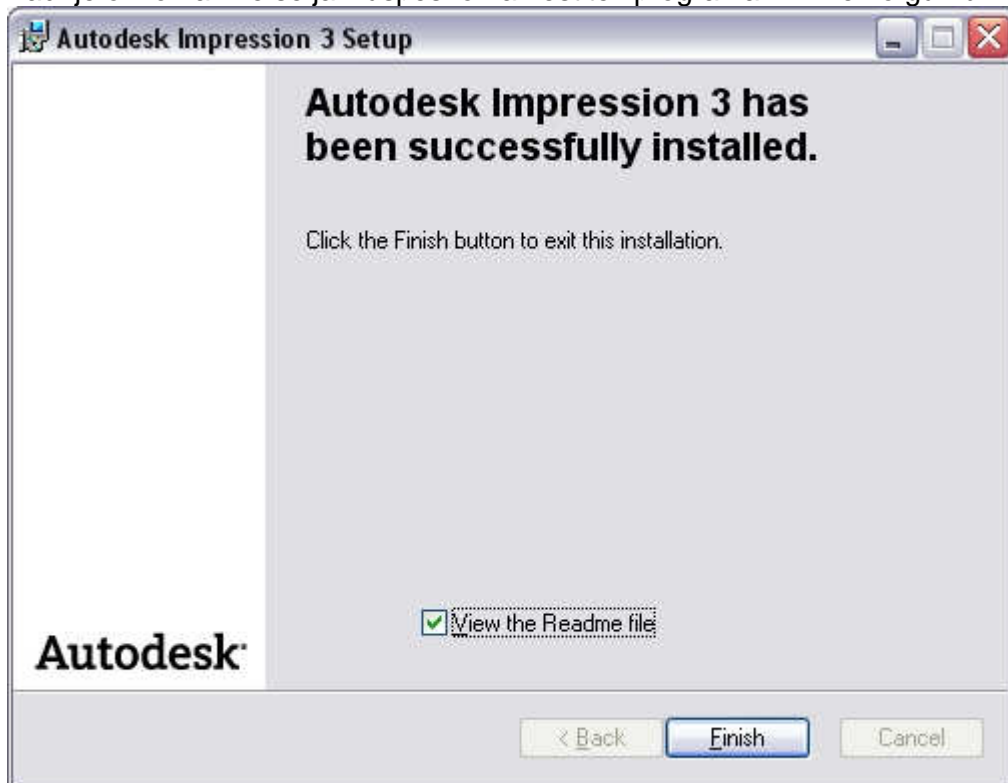 Autodesk Impression 3 Setup
Autodesk Impression 3 has
been successfully installed.
Click the Finish button to exit this installation.
View the Readme file
Autodesk
< Back Finish Cancel